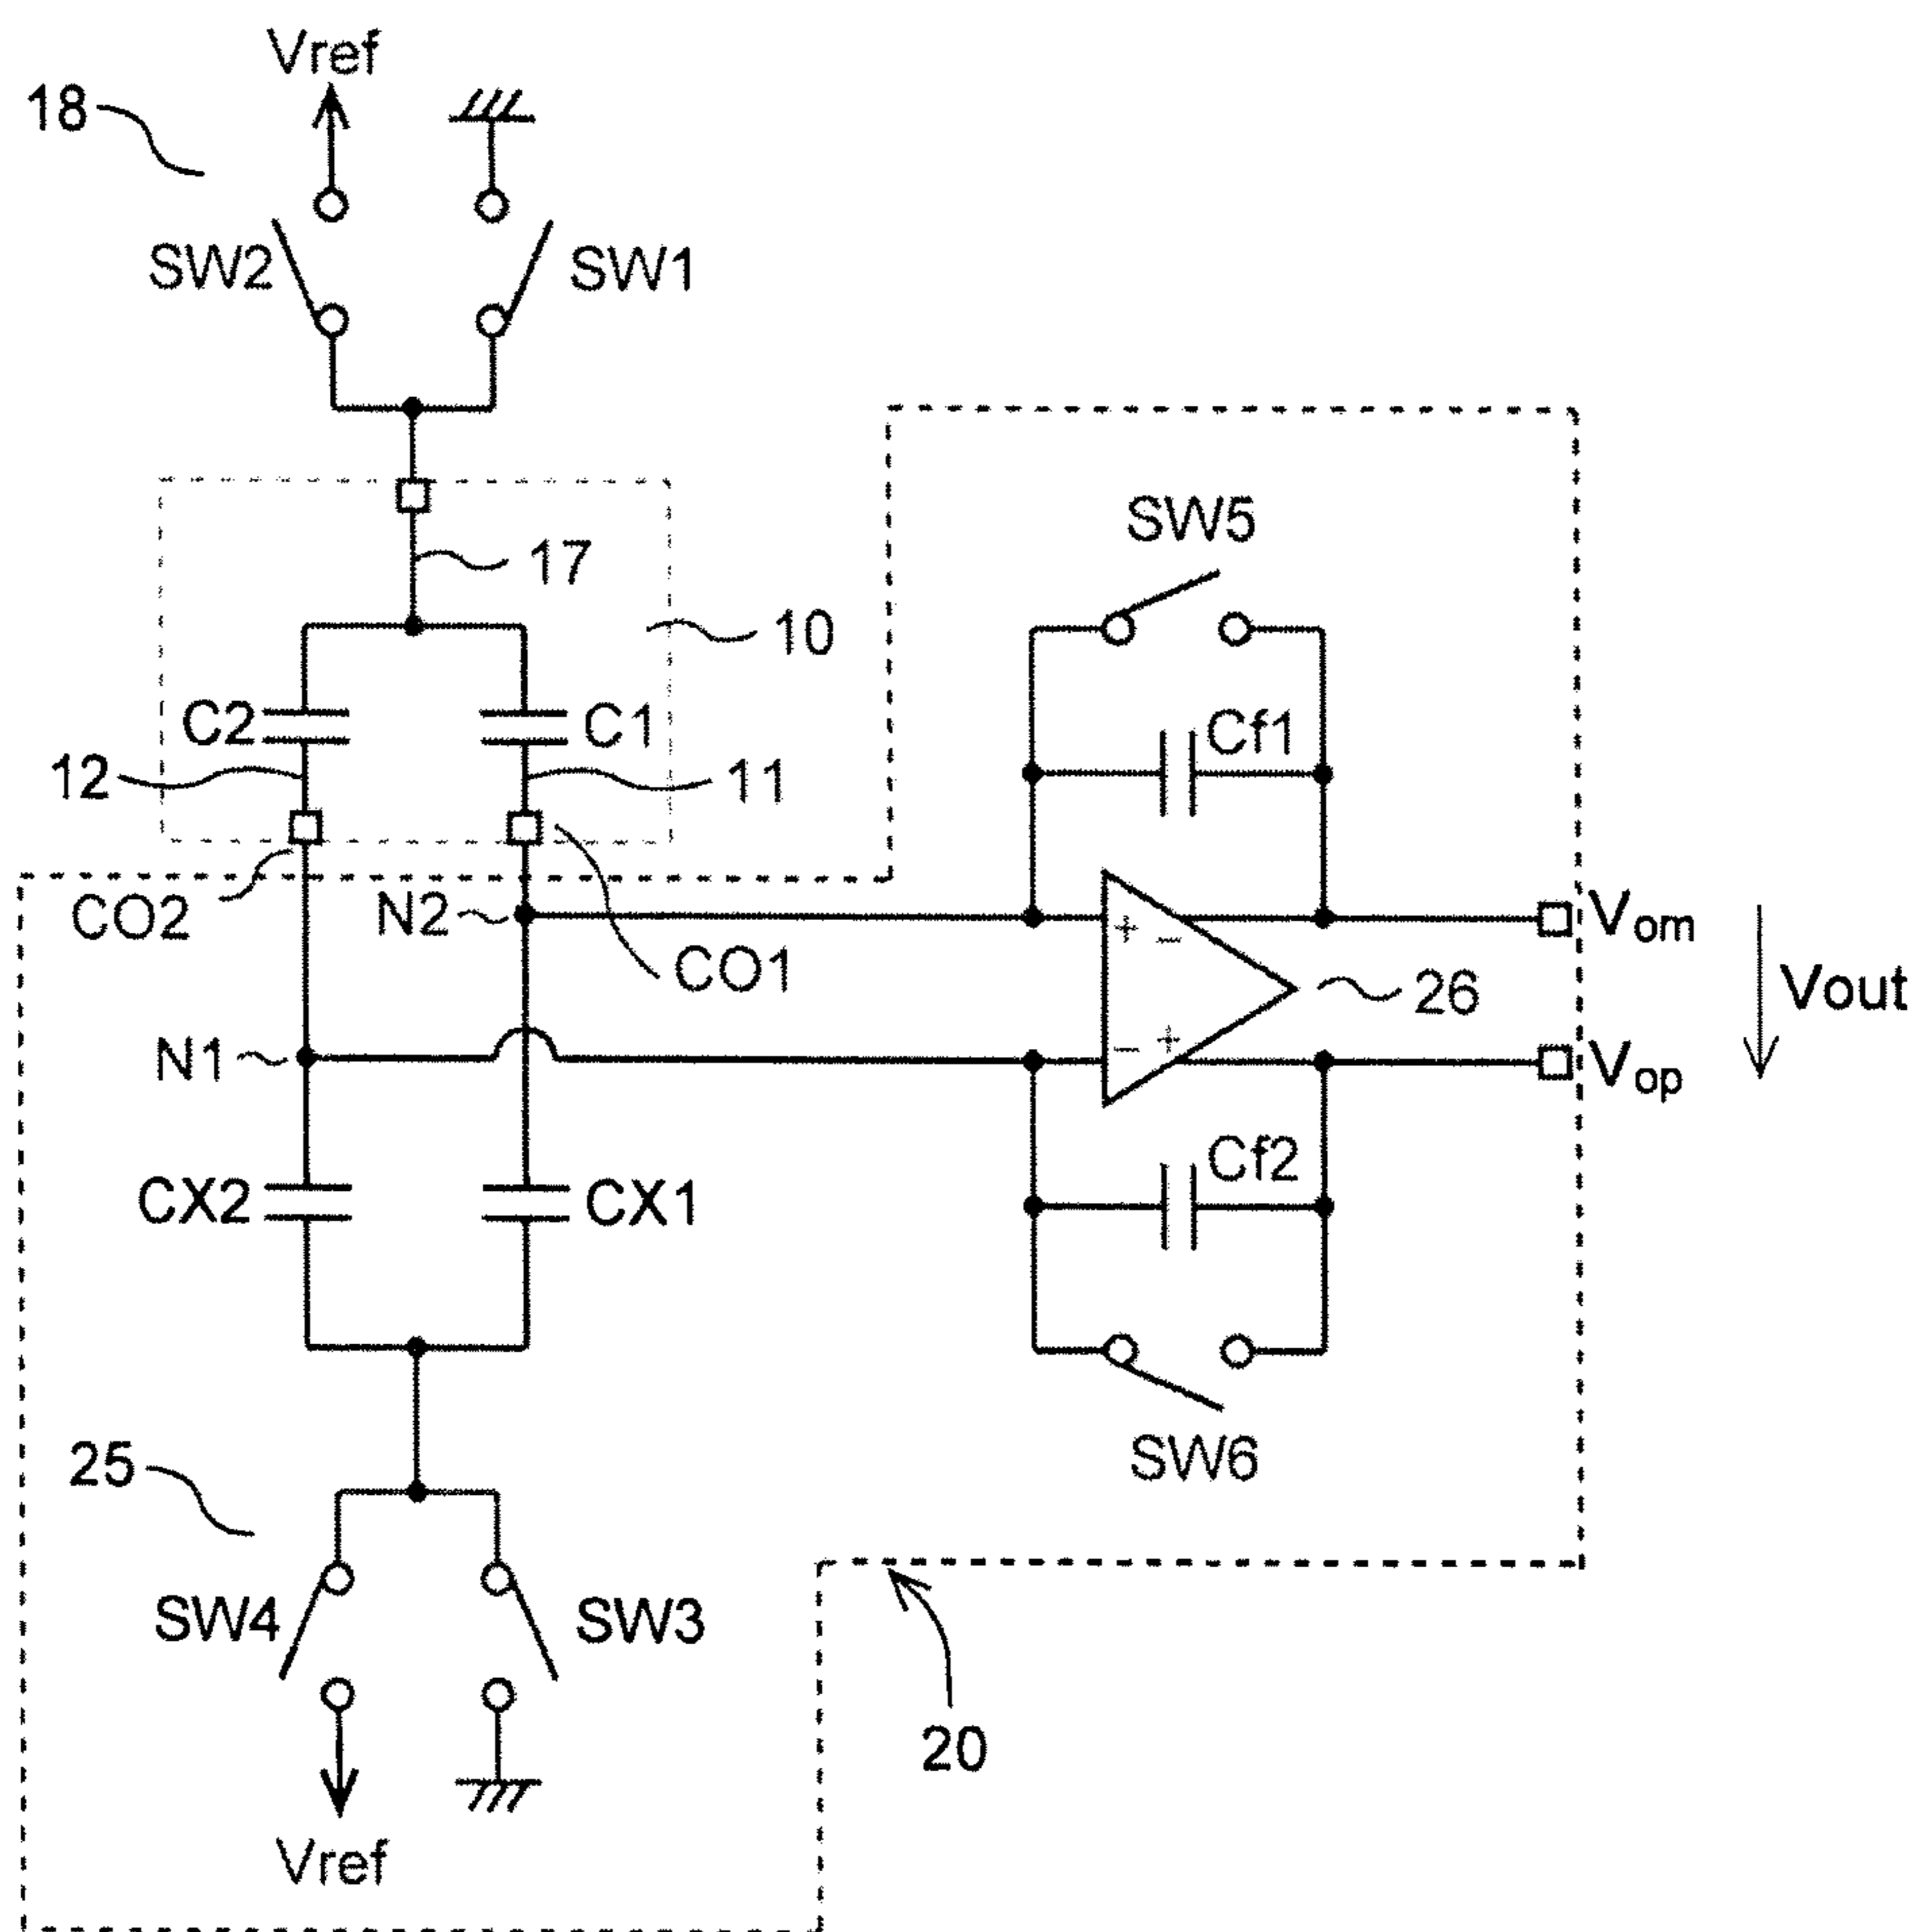 Vref
18
SW2
SW1
17
10
SW5
C2
C1
Cf1
12
11
CO2
N2
CO1
+
−
26
Vom
Vout
N1
−
+
Vop
Cf2
CX2
CX1
SW6
25
SW4
SW3
20
Vref